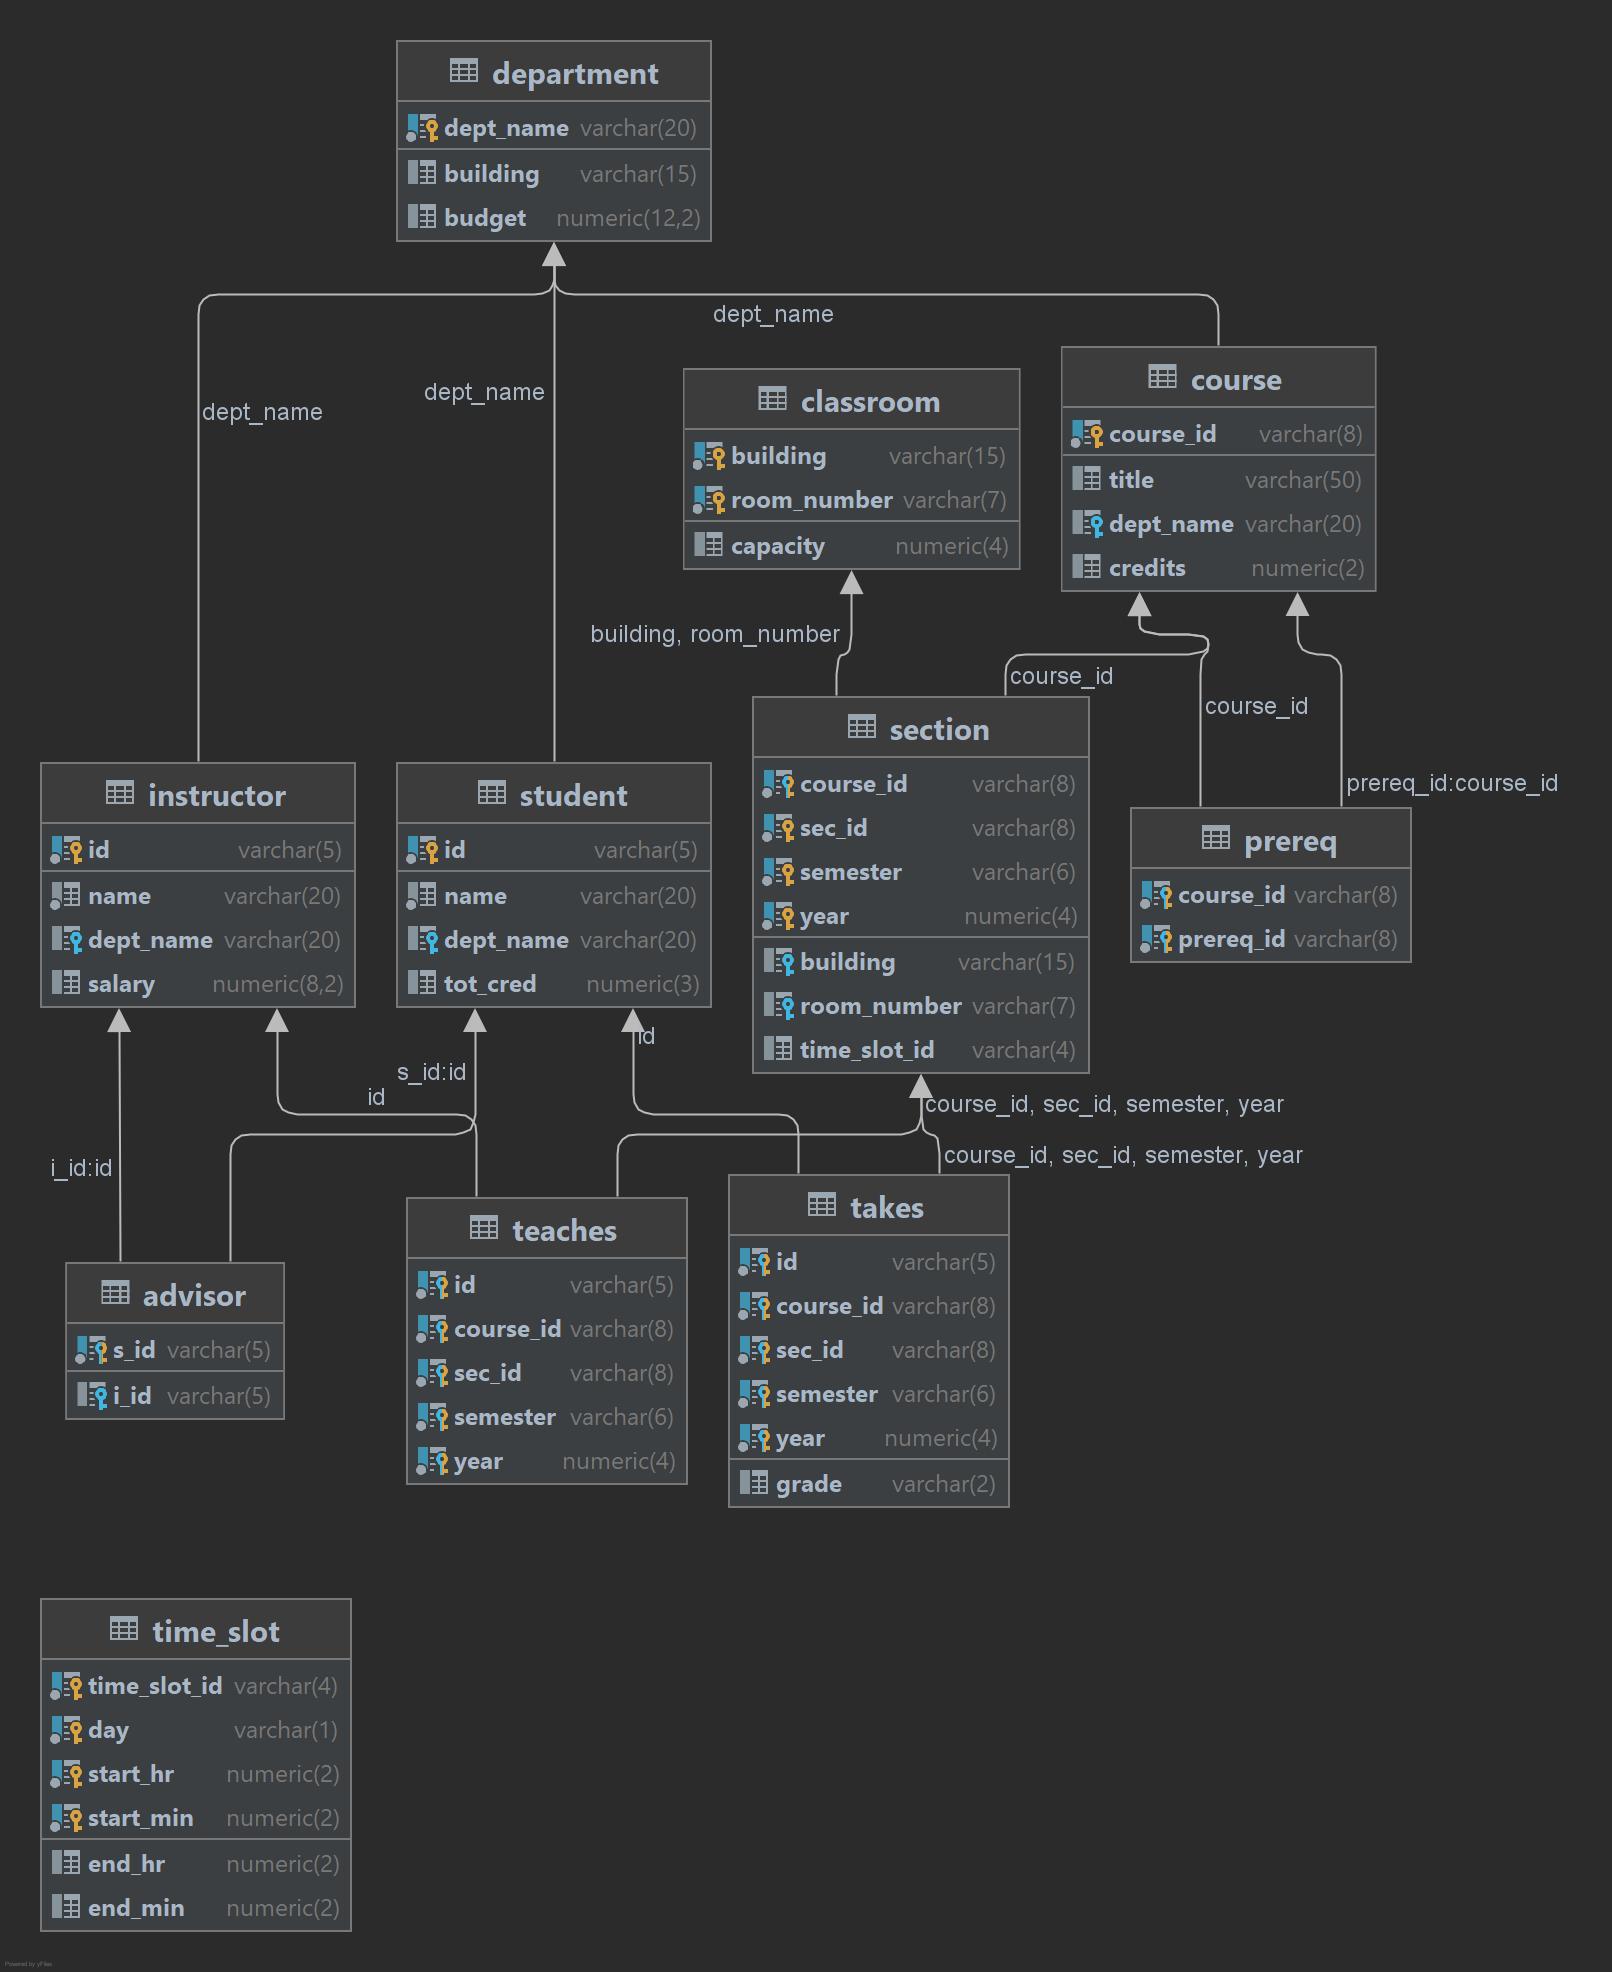 department
dept_name varchar(20)
building varchar(15)
budget numeric(12,2)
dept_name
dept_name
dept_name
classroom
building varchar(15)
room_number varchar(7)
capacity numeric(4)
course
course_id varchar(8)
title varchar(50)
dept_name varchar(20)
credits numeric(2)
building, room_number
course_id
course_id
prereq_id:course_id
instructor
id varchar(5)
name varchar(20)
dept_name varchar(20)
salary numeric(8,2)
student
id varchar(5)
name varchar(20)
dept_name varchar(20)
tot_cred numeric(3)
section
course_id varchar(8)
sec_id varchar(8)
semester varchar(6)
year numeric(4)
building varchar(15)
room_number varchar(7)
time_slot_id varchar(4)
prereq
course_id varchar(8)
prereq_id varchar(8)
id
s_id:id
id
i_id:id
course_id, sec_id, semester, year
course_id, sec_id, semester, year
advisor
s_id varchar(5)
i_id varchar(5)
teaches
id varchar(5)
course_id varchar(8)
sec_id varchar(8)
semester varchar(6)
year numeric(4)
takes
id varchar(5)
course_id varchar(8)
sec_id varchar(8)
semester varchar(6)
year numeric(4)
grade varchar(2)
time_slot
time_slot_id varchar(4)
day varchar(1)
start_hr numeric(2)
start_min numeric(2)
end_hr numeric(2)
end_min numeric(2)
Powered by yFiles